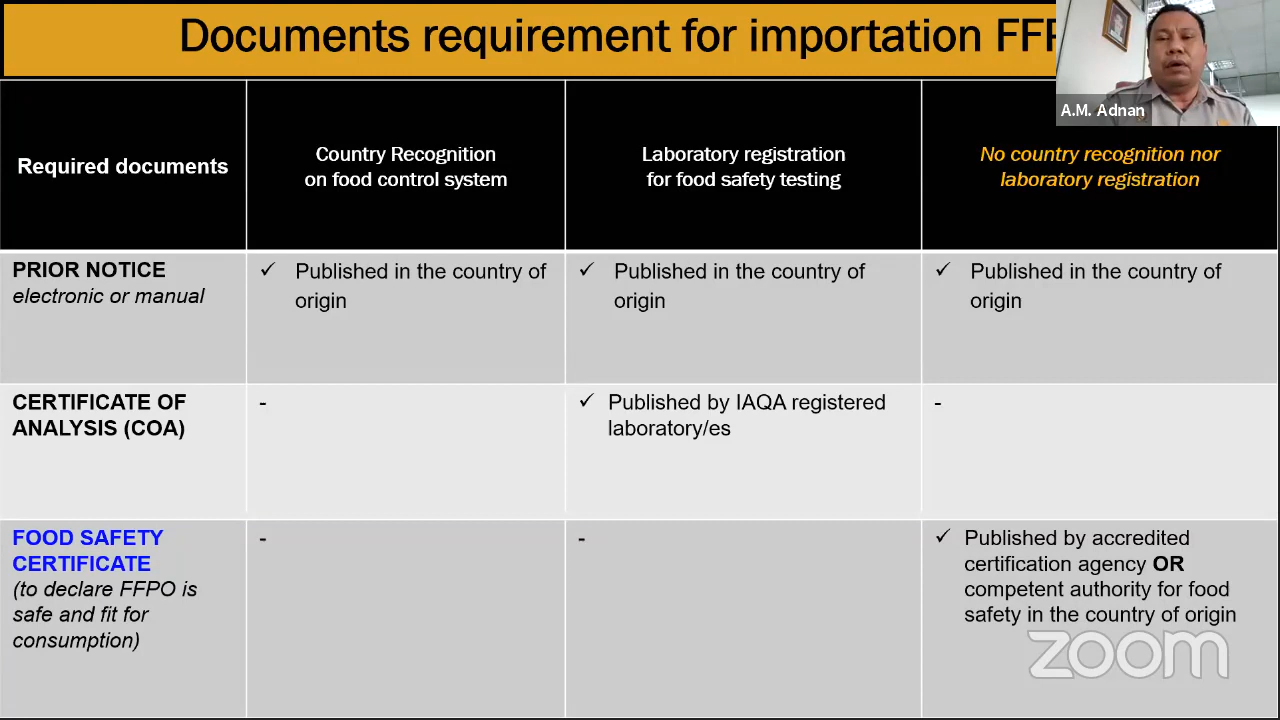 Documents requirement for importation
A.M. Adnan
Required documents
Country Recognition
on food control system
Laboratory registration
for food safety testing
No country recognition nor
laboratory registration
PRIOR NOTICE
electronic or manual
✓ Published in the country of
origin
✓ Published in the country of
origin
✓ Published in the country of
origin
CERTIFICATE OF
ANALYSIS (COA)
-
✓ Published by IAQA registered
laboratory/es
-
FOOD SAFETY
CERTIFICATE
(to declare FFPO is
safe and fit for
consumption)
-
-
✓ Published by accredited
certification agency OR
competent authority for food
safety in the country of origin
zoom